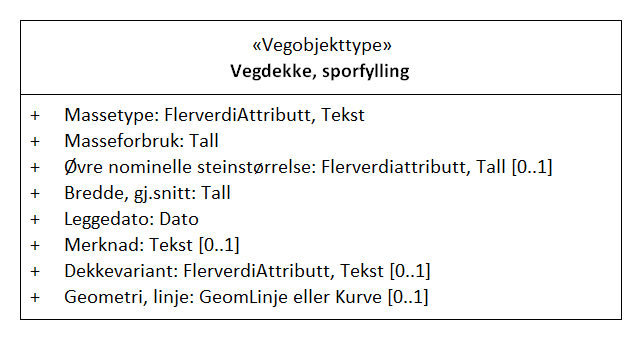 «Vegobjekttype»
Vegdekke, sporfylling
+ Massetype: FlerverdiAttributt, Tekst
+ Masseforbruk: Tall
+ Øvre nominelle steinstørrelse: Flerverdiattributt, Tall [0..1]
+ Bredde, gj.snitt: Tall
+ Leggedato: Dato
+ Merknad: Tekst [0..1]
+ Dekkevariant: FlerverdiAttributt, Tekst [0..1]
+ Geometri, linje: GeomLinje eller Kurve [0..1]